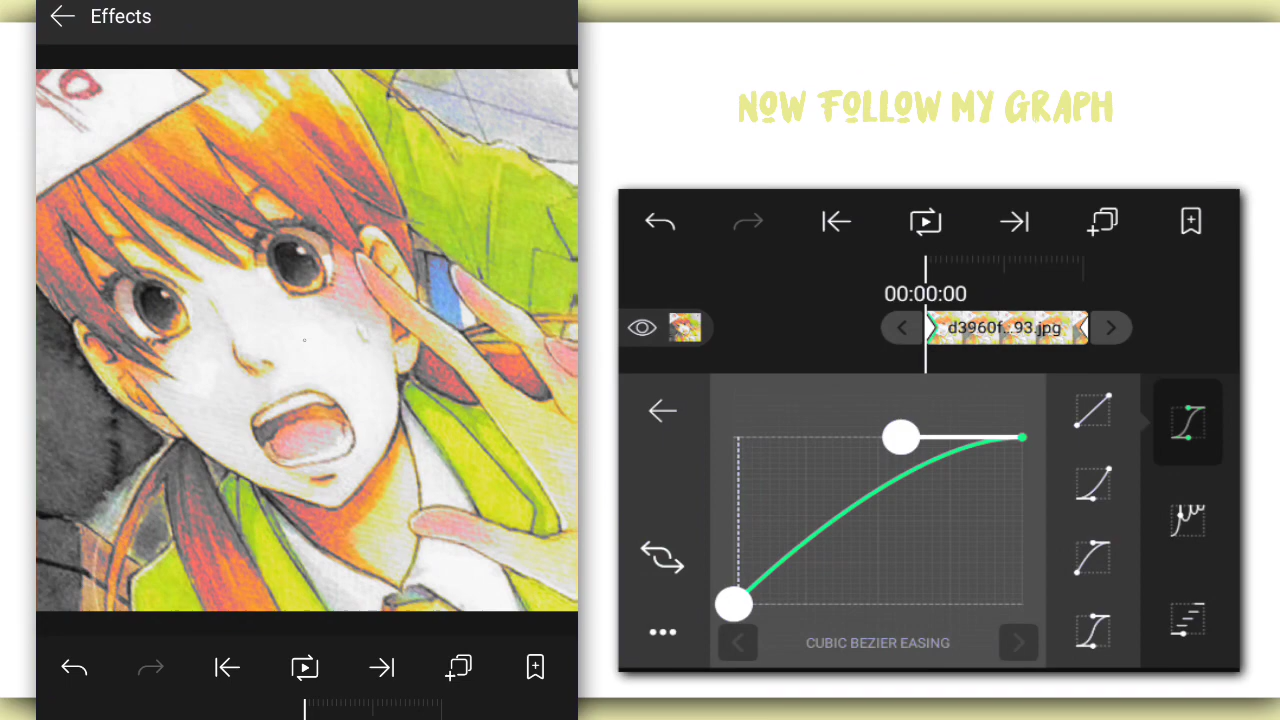 Effects
NOW FOLLOW MY GRAPH
00:00:00
d3960f...93.jpg
CUBIC BEZIER EASING